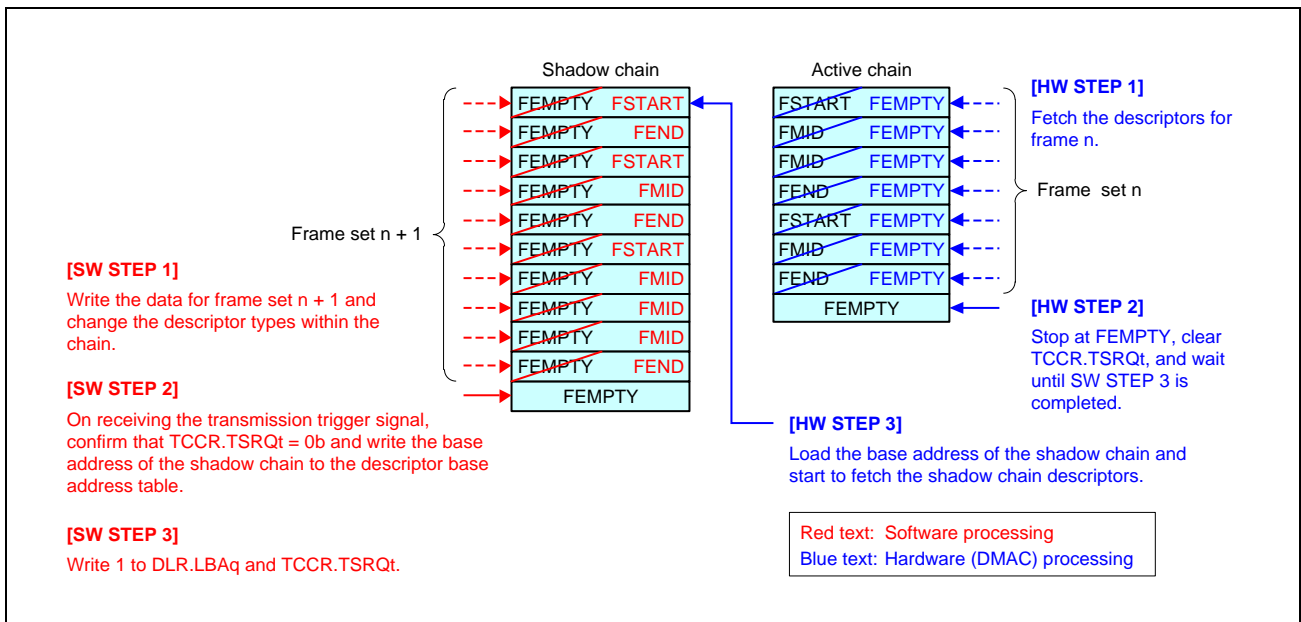 Shadow chain
Active chain
FEMPTY FSTART
FEMPTY FEND
FEMPTY FSTART
FEMPTY FMID
FEMPTY FEND
FEMPTY FSTART
FEMPTY FMID
FEMPTY FMID
FEMPTY FMID
FEMPTY FEND
FEMPTY
Frame set n + 1
FSTART FEMPTY
FMID FEMPTY
FMID FEMPTY
FEND FEMPTY
FSTART FEMPTY
FMID FEMPTY
FEND FEMPTY
FEMPTY
Frame set n
[HW STEP 1]
Fetch the descriptors for
frame n.
[HW STEP 2]
Stop at FEMPTY, clear
TCCR.TSRQt, and wait
until SW STEP 3 is
completed.
[HW STEP 3]
Load the base address of the shadow chain and
start to fetch the shadow chain descriptors.
[SW STEP 1]
Write the data for frame set n + 1 and
change the descriptor types within the
chain.
[SW STEP 2]
On receiving the transmission trigger signal,
confirm that TCCR.TSRQt = 0b and write the base
address of the shadow chain to the descriptor base
address table.
[SW STEP 3]
Write 1 to DLR.LBAq and TCCR.TSRQt.
Red text: Software processing
Blue text: Hardware (DMAC) processing